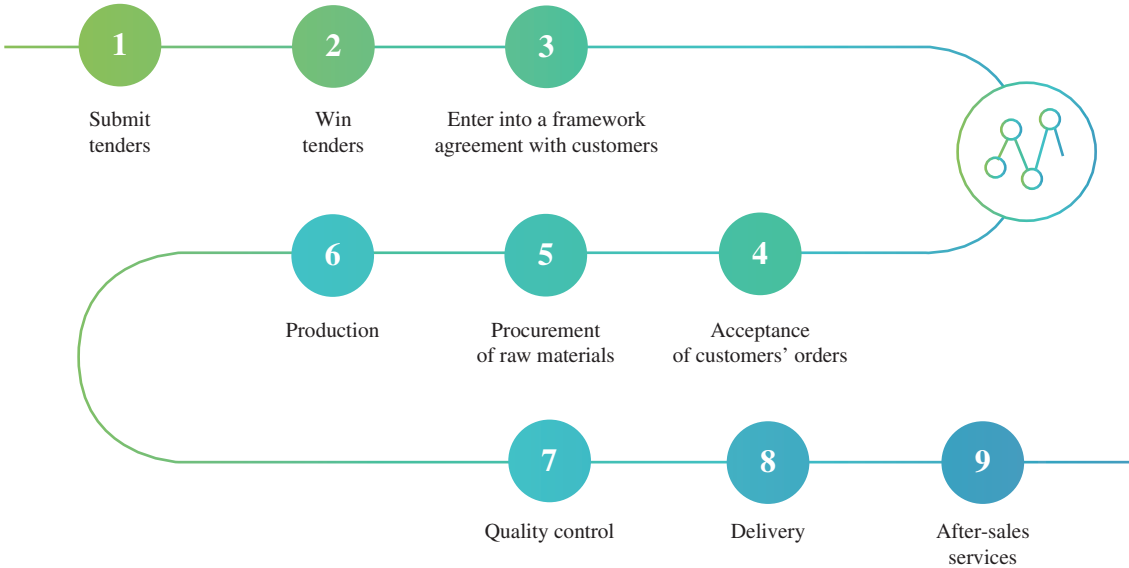 1
2
3
Submit
tenders
Win
tenders
Enter into a framework
agreement with customers
4
5
6
Acceptance
of customers’ orders
Procurement
of raw materials
Production
7
8
9
Quality control
Delivery
After-sales
services